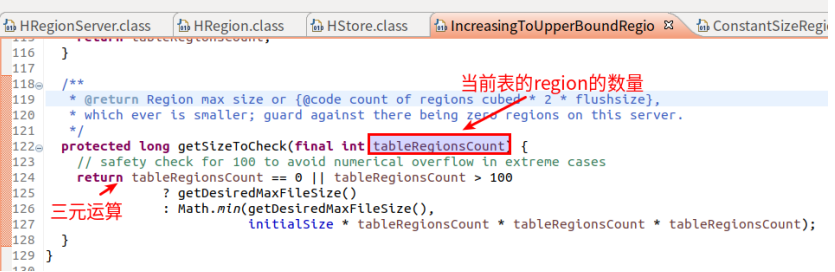 HRegionServer.class HRegion.class HStore.class IncreasingToUpperBoundRegio ConstantSizeRegi
115 return tableRegionsCount;
116 }
117
118 /**
119 * @return Region max size or {@code count of regions cubed * 2 * flushsize},
120 * which ever is smaller; guard against there being zero regions on this server.
121 */
122 protected long getSizeToCheck(final int tableRegionsCount) {
123 // safety check for 100 to avoid numerical overflow in extreme cases
124 return tableRegionsCount == 0 || tableRegionsCount > 100
125 ? getDesiredMaxFileSize()
126 : Math.min(getDesiredMaxFileSize(),
127 initialSize * tableRegionsCount * tableRegionsCount * tableRegionsCount);
128 }
129 }
130
当前表的region的数量
三元运算